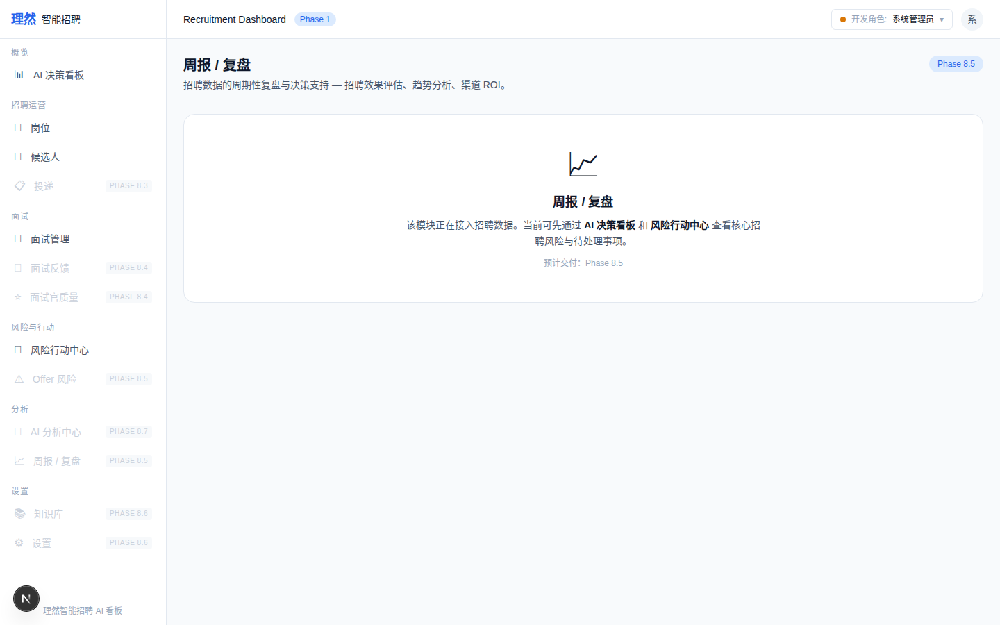 理然 智能招聘
Recruitment Dashboard Phase 1
开发角色: 系统管理员 ▾ 系
概览
AI 决策看板
招聘运营
岗位
候选人
投递 PHASE 8.3
面试
面试管理
面试反馈 PHASE 8.4
面试官质量 PHASE 8.4
风险与行动
风险行动中心
Offer 风险 PHASE 8.5
分析
AI 分析中心 PHASE 8.7
周报 / 复盘 PHASE 8.5
设置
知识库 PHASE 8.6
设置 PHASE 8.6
理然智能招聘 AI 看板
周报 / 复盘
Phase 8.5
招聘数据的周期性复盘与决策支持 — 招聘效果评估、趋势分析、渠道 ROI。
周报 / 复盘
该模块正在接入招聘数据。当前可先通过 AI 决策看板 和 风险行动中心 查看核心招
聘风险与待处理事项。
预计交付：Phase 8.5